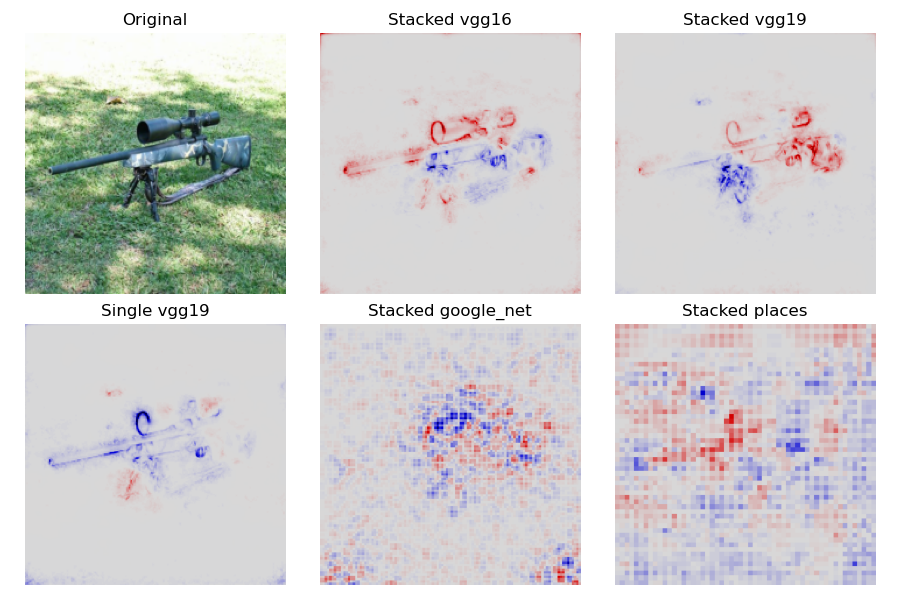 Original
Stacked vgg16
Stacked vgg19
Single vgg19
Stacked google_net
Stacked places